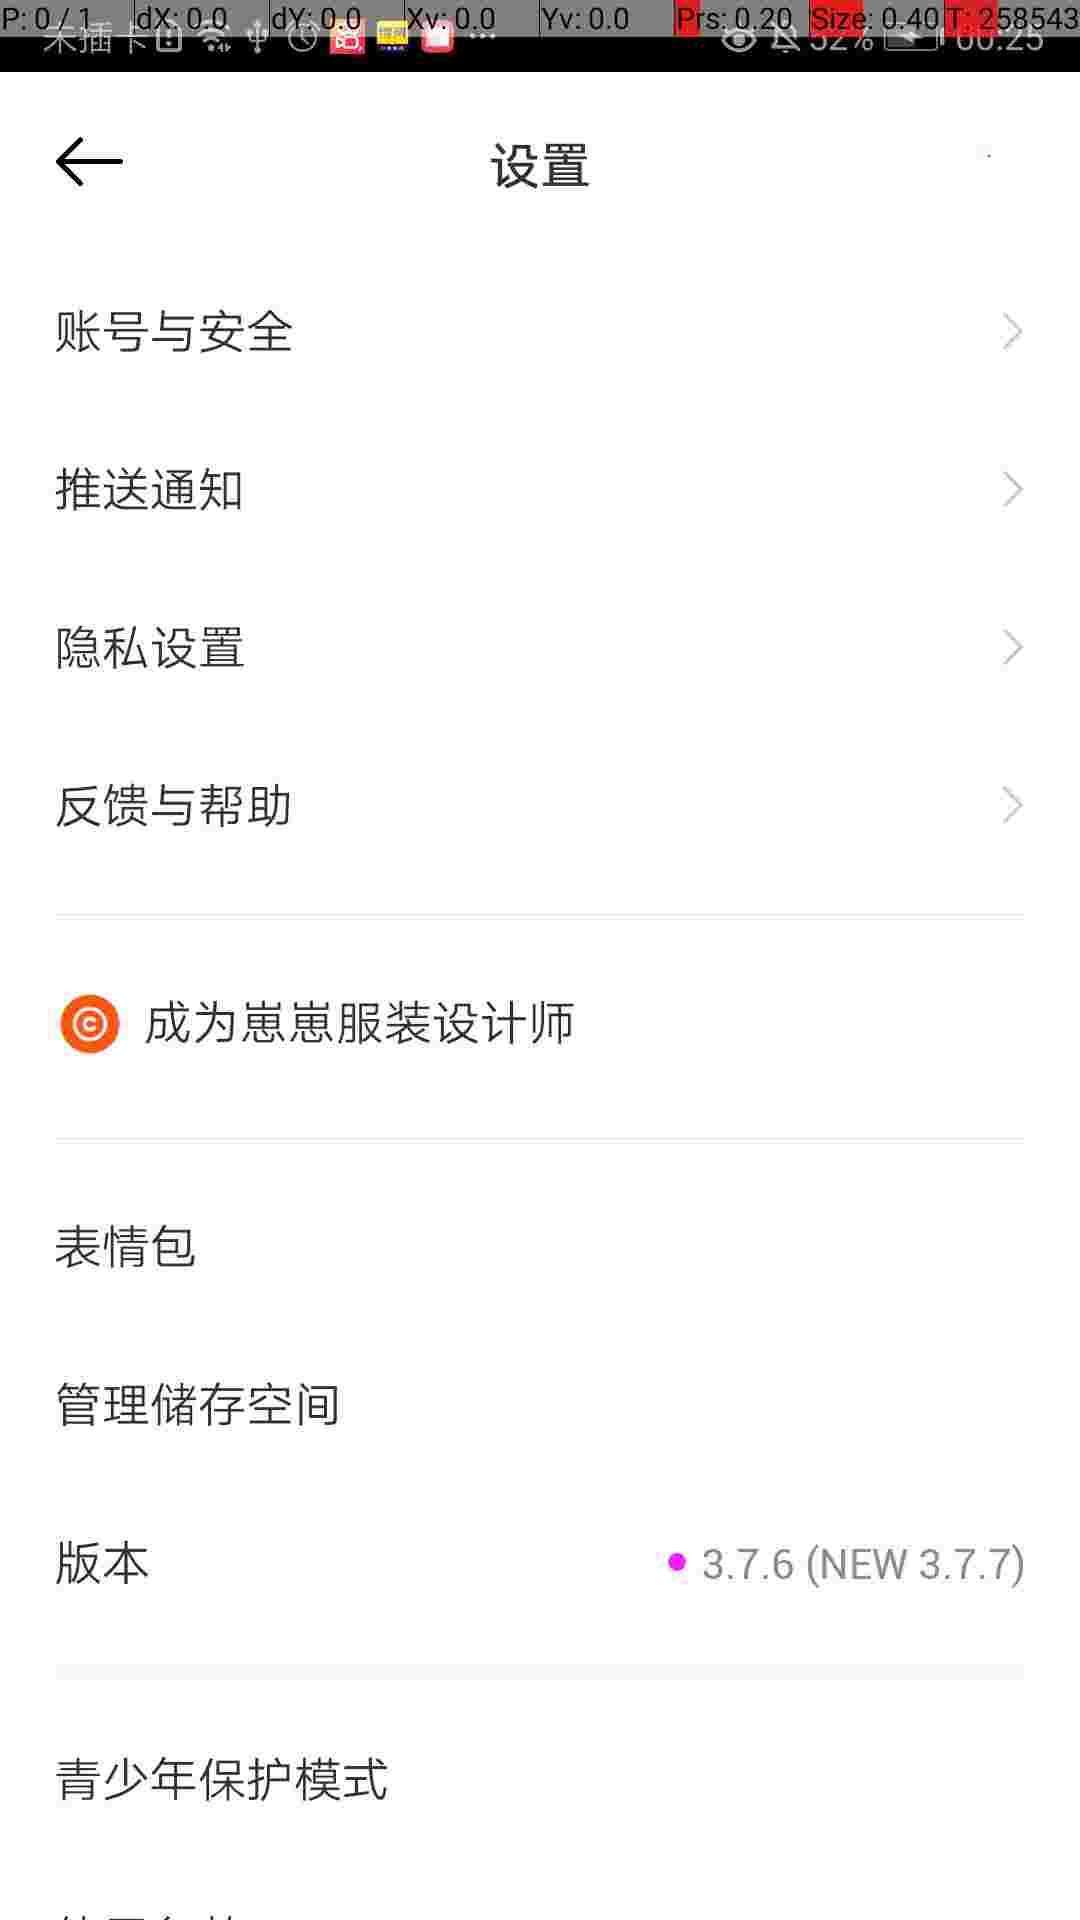 P: 0 / 1 dX: 0.0 dY: 0.0 Xv: 0.0 Yv: 0.0 Prs: 0.20 Size: 0.40 T: 258543
未插卡 52% 00:25
设置
账号与安全
推送通知
隐私设置
反馈与帮助
成为崽崽服装设计师
表情包
管理储存空间
版本 3.7.6 (NEW 3.7.7)
青少年保护模式